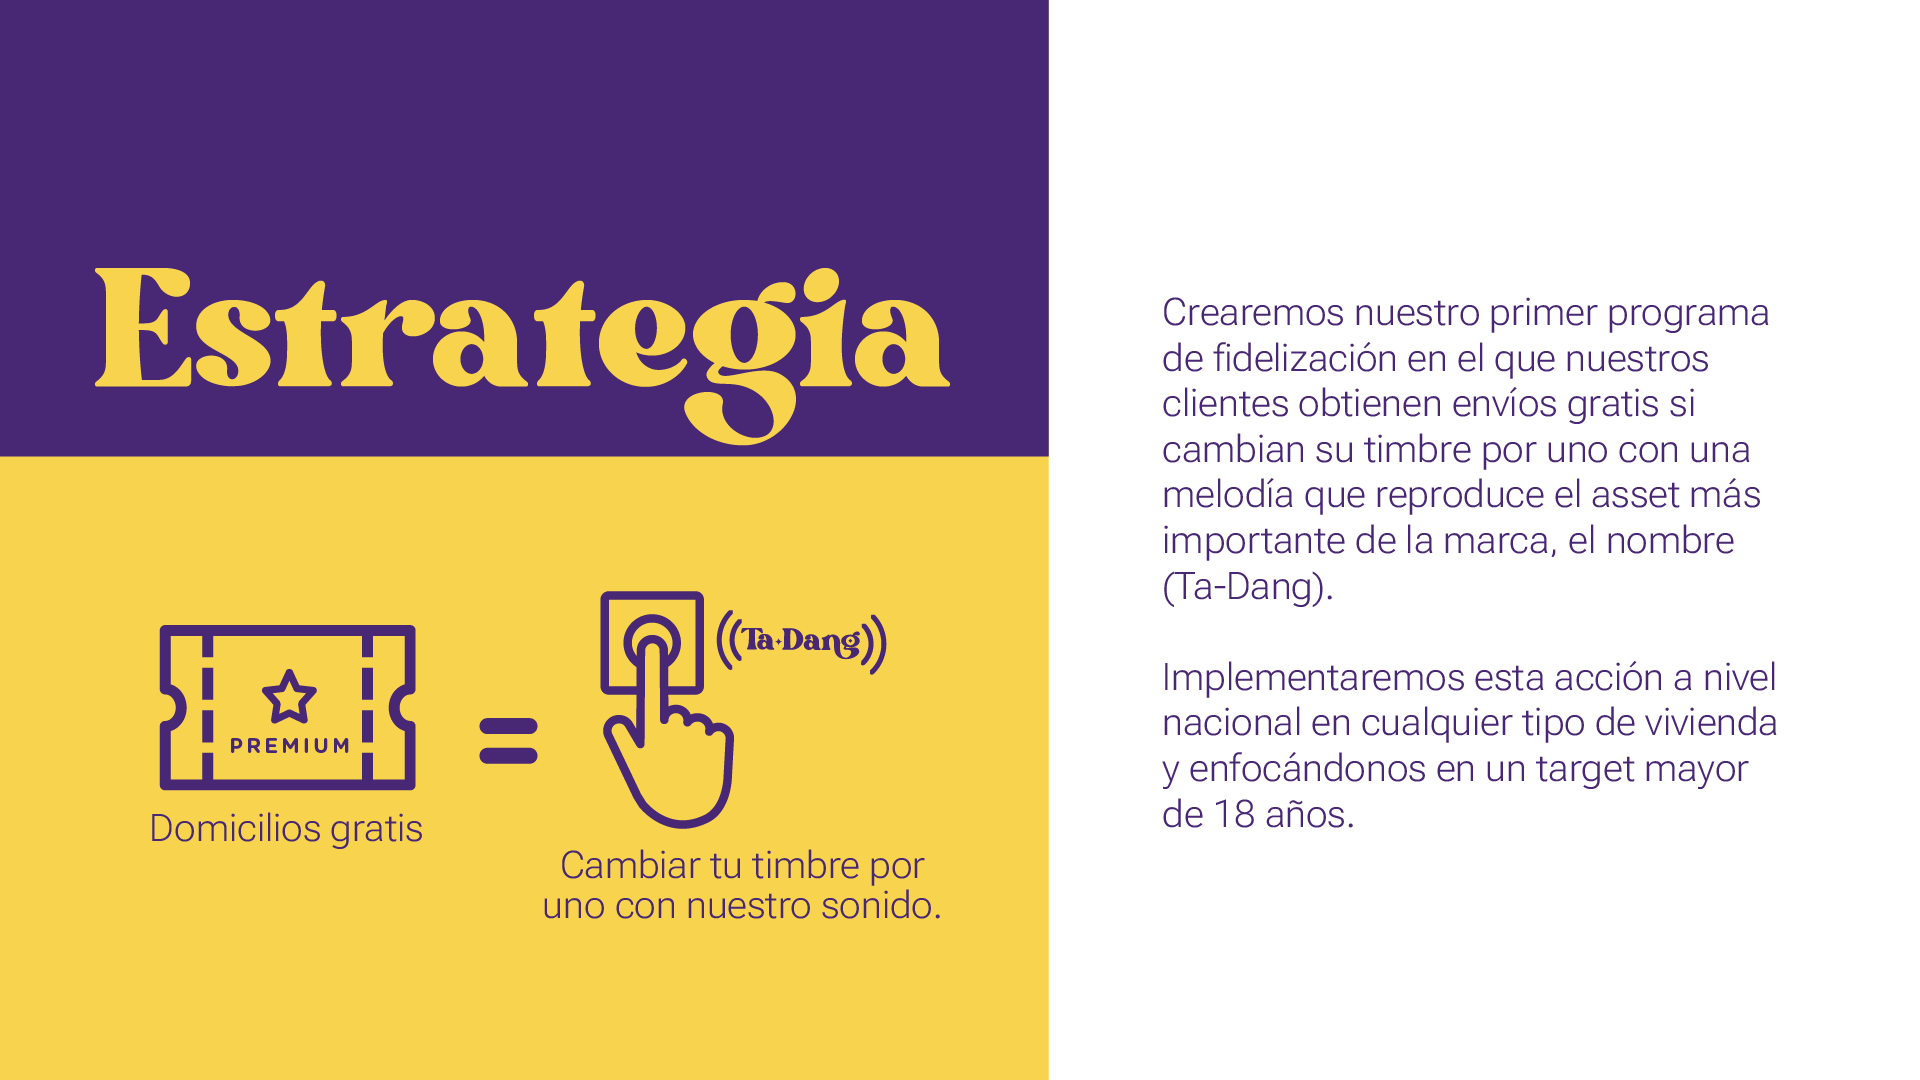 Estrategia
PREMIUM
Domicilios gratis
=
Ta-Dang
Cambiar tu timbre por
uno con nuestro sonido.
Crearemos nuestro primer programa
de fidelización en el que nuestros
clientes obtienen envíos gratis si
cambian su timbre por uno con una
melodía que reproduce el asset más
importante de la marca, el nombre
(Ta-Dang).
Implementaremos esta acción a nivel
nacional en cualquier tipo de vivienda
y enfocándonos en un target mayor
de 18 años.